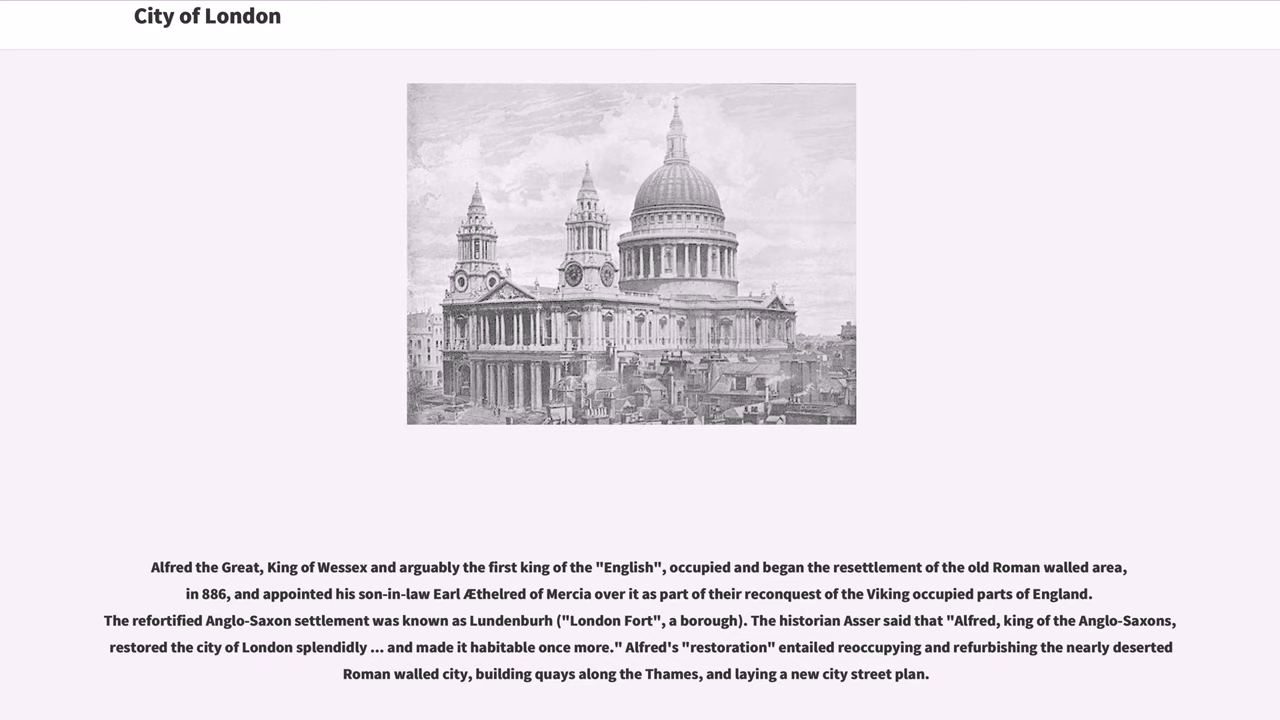 City of London
Alfred the Great, King of Wessex and arguably the first king of the "English", occupied and began the resettlement of the old Roman walled area,
in 886, and appointed his son-in-law Earl Æthelred of Mercia over it as part of their reconquest of the Viking occupied parts of England.
The refortified Anglo-Saxon settlement was known as Lundenburh ("London Fort", a borough). The historian Asser said that "Alfred, king of the Anglo-Saxons,
restored the city of London splendidly ... and made it habitable once more." Alfred's "restoration" entailed reoccupying and refurbishing the nearly deserted
Roman walled city, building quays along the Thames, and laying a new city street plan.